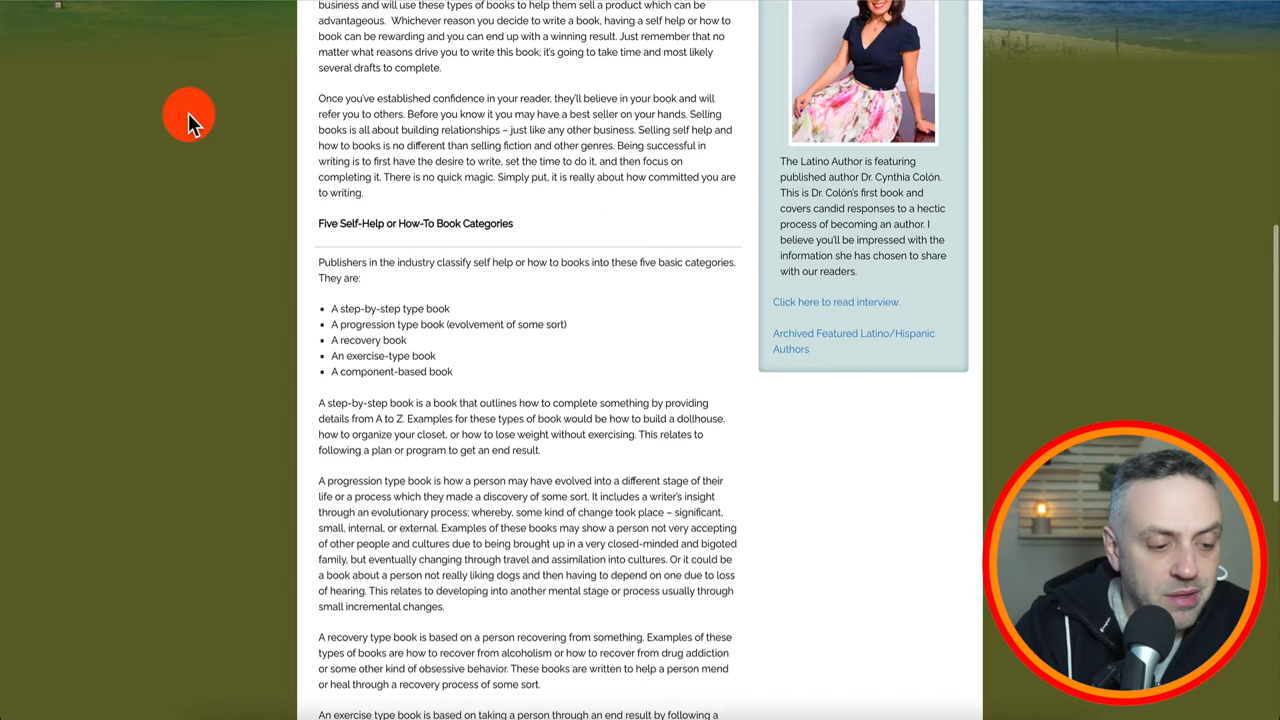 business and will use these types of books to help them sell a product which can be
advantageous.  Whichever reason you decide to write a book, having a self help or how to
book can be rewarding and you can end up with a winning result. Just remember that no
matter what reasons drive you to write this book; it's going to take time and most likely
several drafts to complete.
Once you've established confidence in your reader, they'll believe in your book and will
refer you to others. Before you know it you may have a best seller on your hands. Selling
books is all about building relationships – just like any other business. Selling self help and
how to books is no different than selling fiction and other genres. Being successful in
writing is to first have the desire to write, set the time to do it, and then focus on
completing it. There is no quick magic. Simply put, it is really about how committed you are
to writing.
Five Self-Help or How-To Book Categories
Publishers in the industry classify self help or how to books into these five basic categories.
They are:
▪ A step-by-step type book
▪ A progression type book (evolvement of some sort)
▪ A recovery book
▪ An exercise-type book
▪ A component-based book
A step-by-step book is a book that outlines how to complete something by providing
details from A to Z. Examples for these types of book would be how to build a dollhouse,
how to organize your closet, or how to lose weight without exercising. This relates to
following a plan or program to get an end result.
A progression type book is how a person may have evolved into a different stage of their
life or a process which they made a discovery of some sort. It includes a writer's insight
through an evolutionary process; whereby, some kind of change took place – significant,
small, internal, or external. Examples of these books may show a person not very accepting
of other people and cultures due to being brought up in a very closed-minded and bigoted
family, but eventually changing through travel and assimilation into cultures. Or it could be
a book about a person not really liking dogs and then having to depend on one due to loss
of hearing. This relates to developing into another mental stage or process usually through
small incremental changes.
A recovery type book is based on a person recovering from something. Examples of these
types of books are how to recover from alcoholism or how to recover from drug addiction
or some other kind of obsessive behavior. These books are written to help a person mend
or heal through a recovery process of some sort.
An exercise type book is based on taking a person through an end result by following a
The Latino Author is featuring
published author Dr. Cynthia Colón.
This is Dr. Colón's first book and
covers candid responses to a hectic
process of becoming an author. I
believe you'll be impressed with the
information she has chosen to share
with our readers.
Click here to read interview.
Archived Featured Latino/Hispanic
Authors